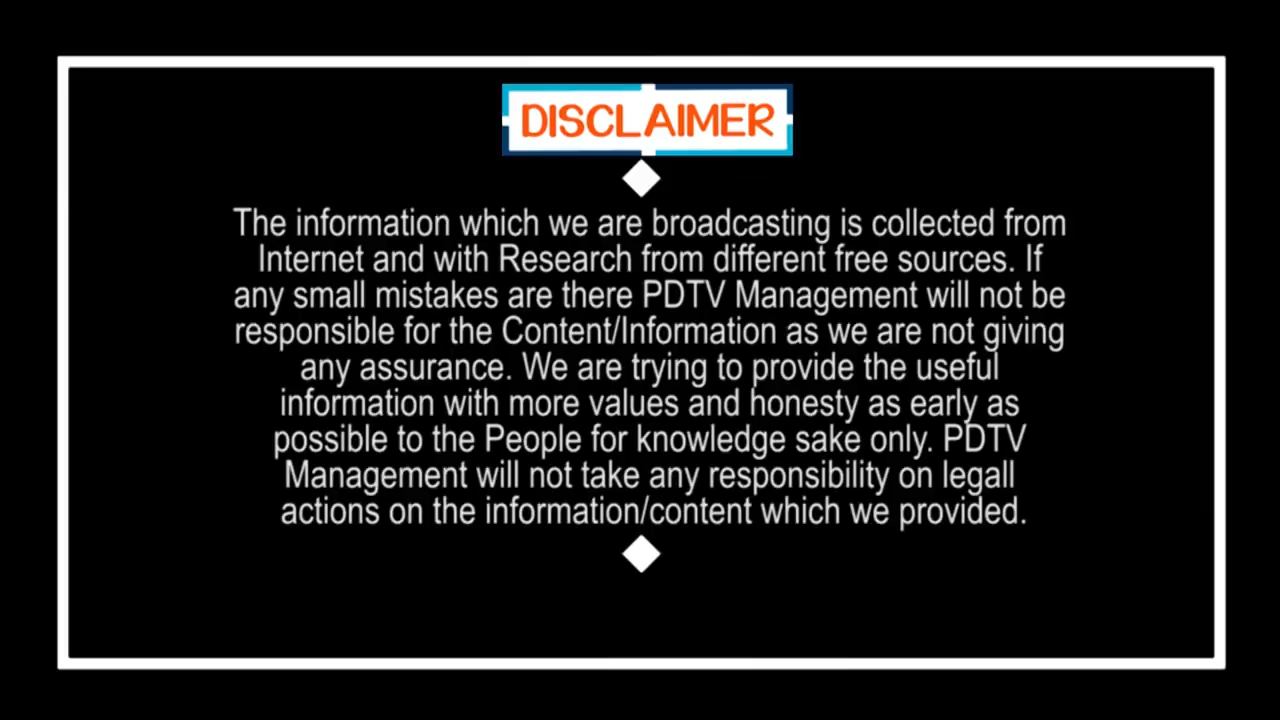 DISCLAIMER
The information which we are broadcasting is collected from
Internet and with Research from different free sources. If
any small mistakes are there PDTV Management will not be
responsible for the Content/Information as we are not giving
any assurance. We are trying to provide the useful
information with more values and honesty as early as
possible to the People for knowledge sake only. PDTV
Management will not take any responsibility on legall
actions on the information/content which we provided.